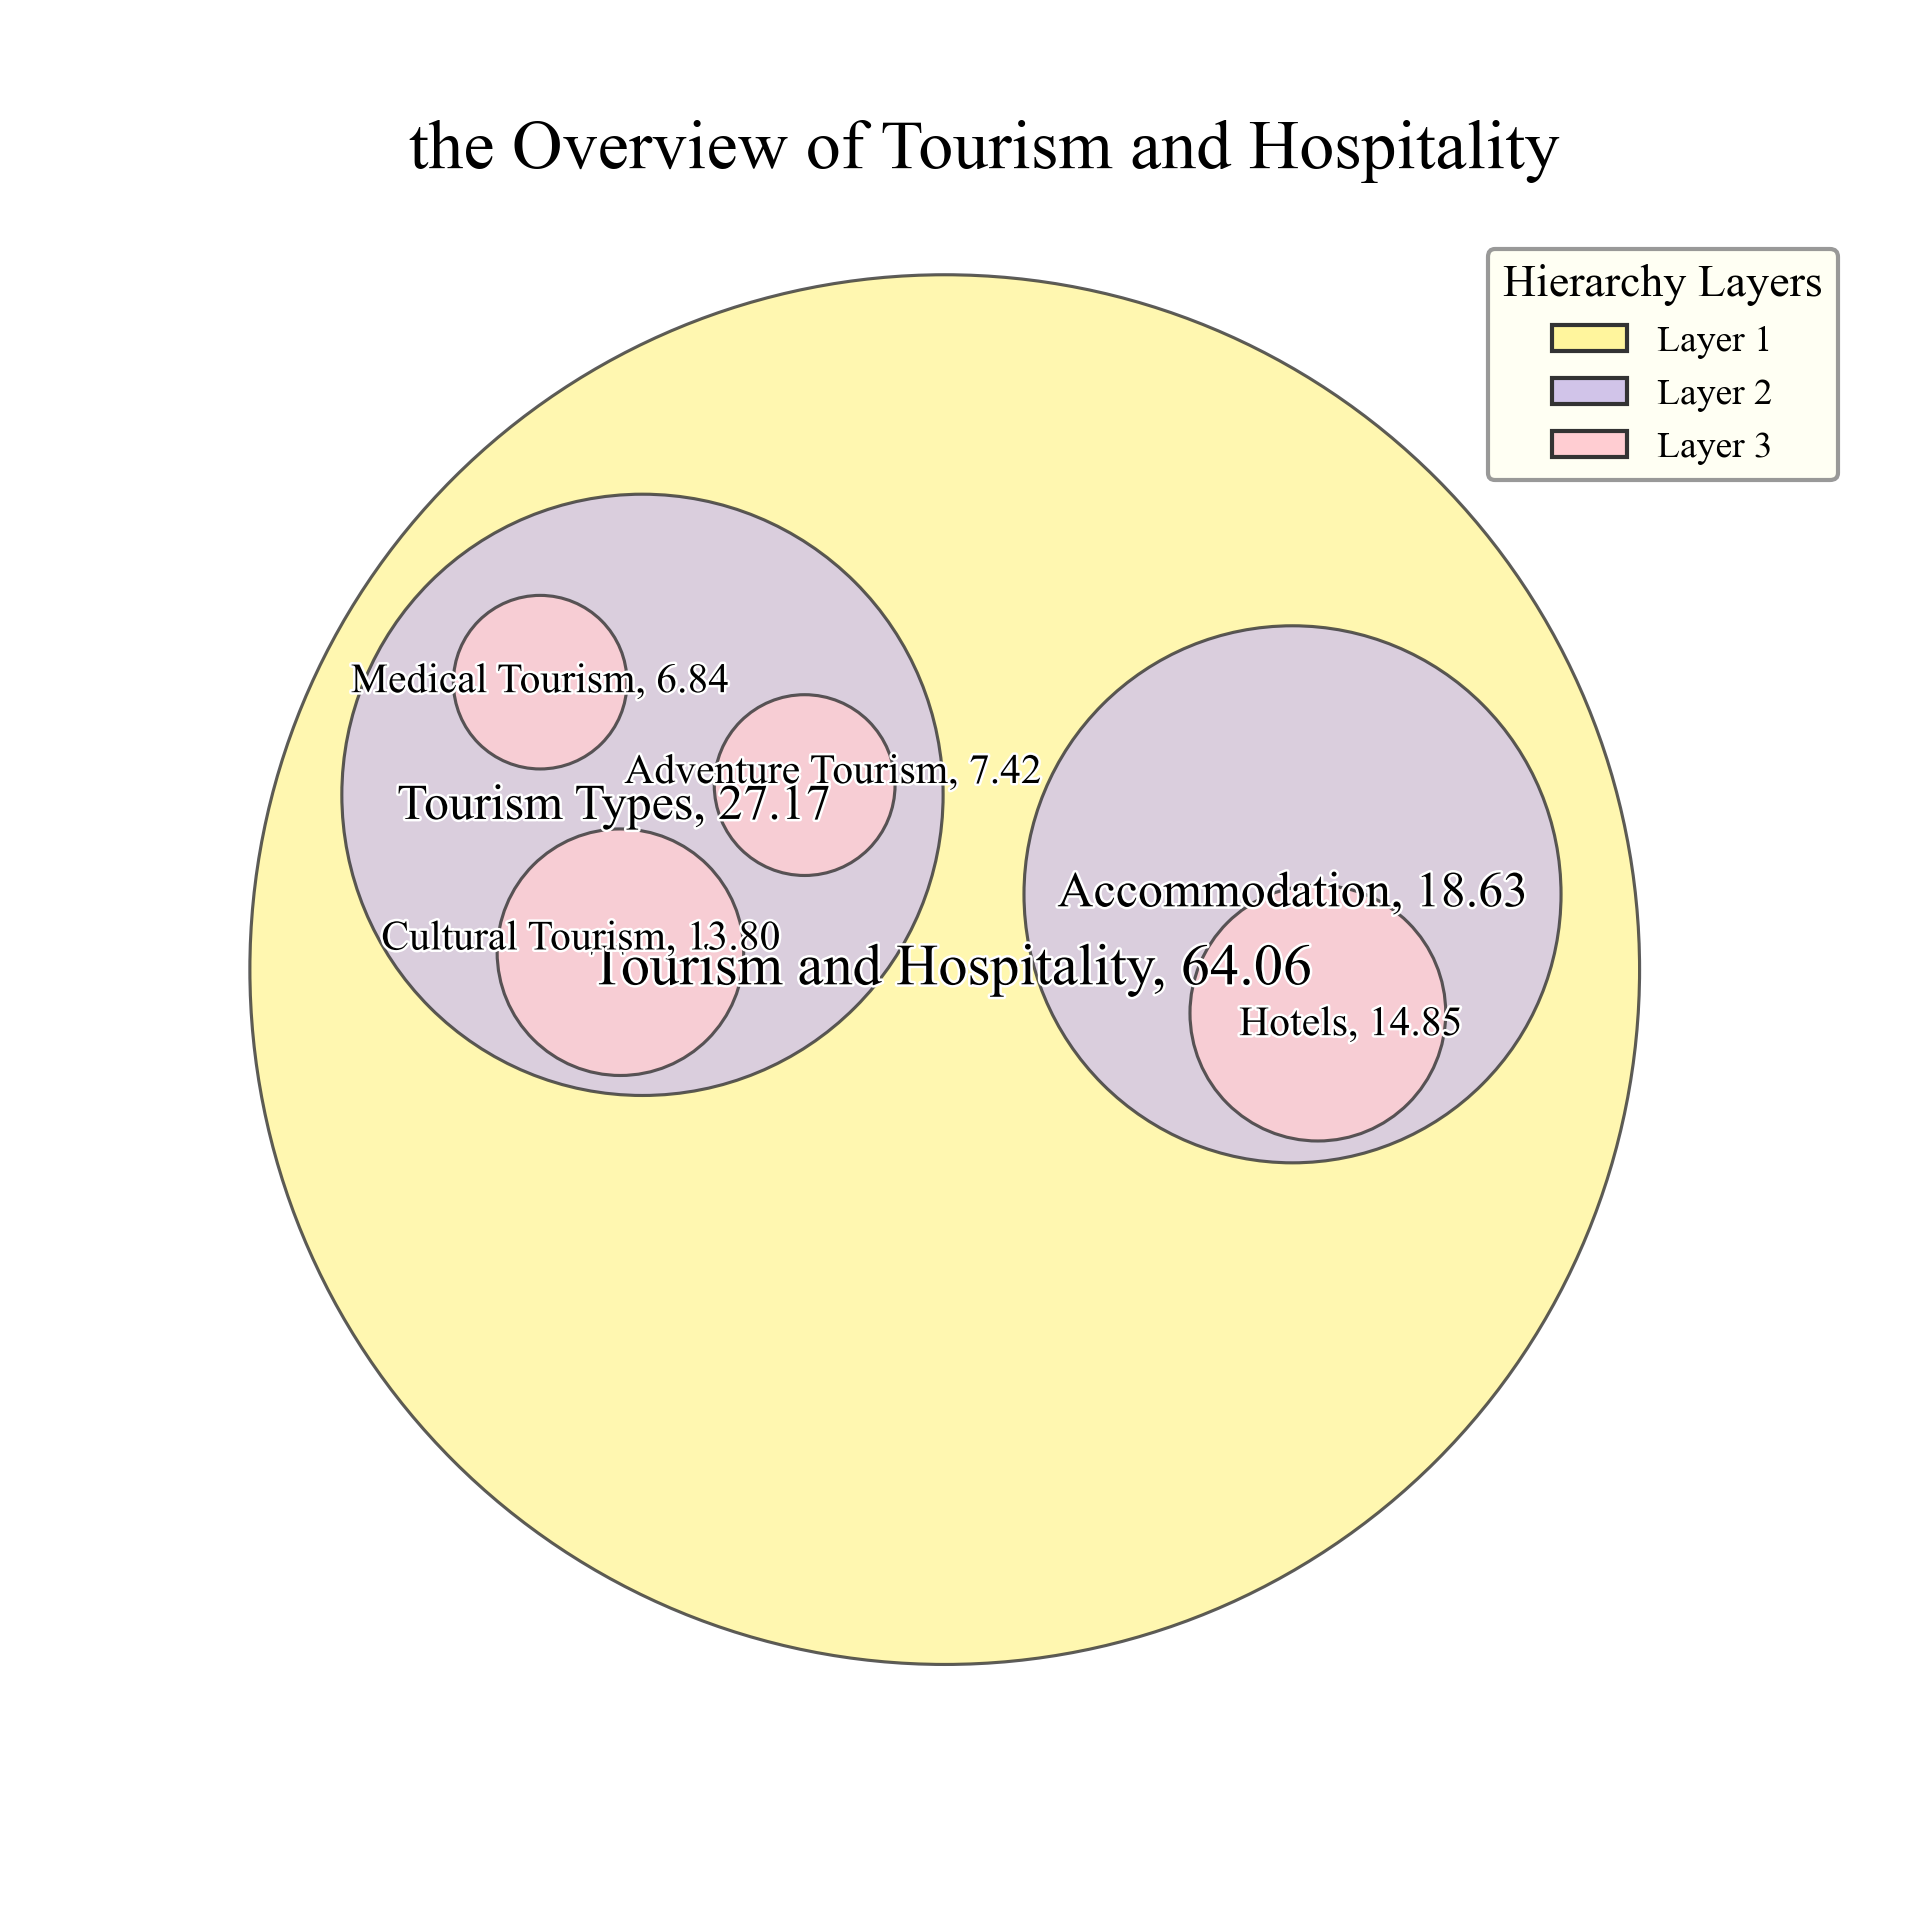 the Overview of Tourism and Hospitality
Hierarchy Layers
Layer 1
Layer 2
Layer 3
Medical Tourism, 6.84
Adventure Tourism, 7.42
Tourism Types, 27.17
Accommodation, 18.63
Cultural Tourism, 13.80
Tourism and Hospitality, 64.06
Hotels, 14.85